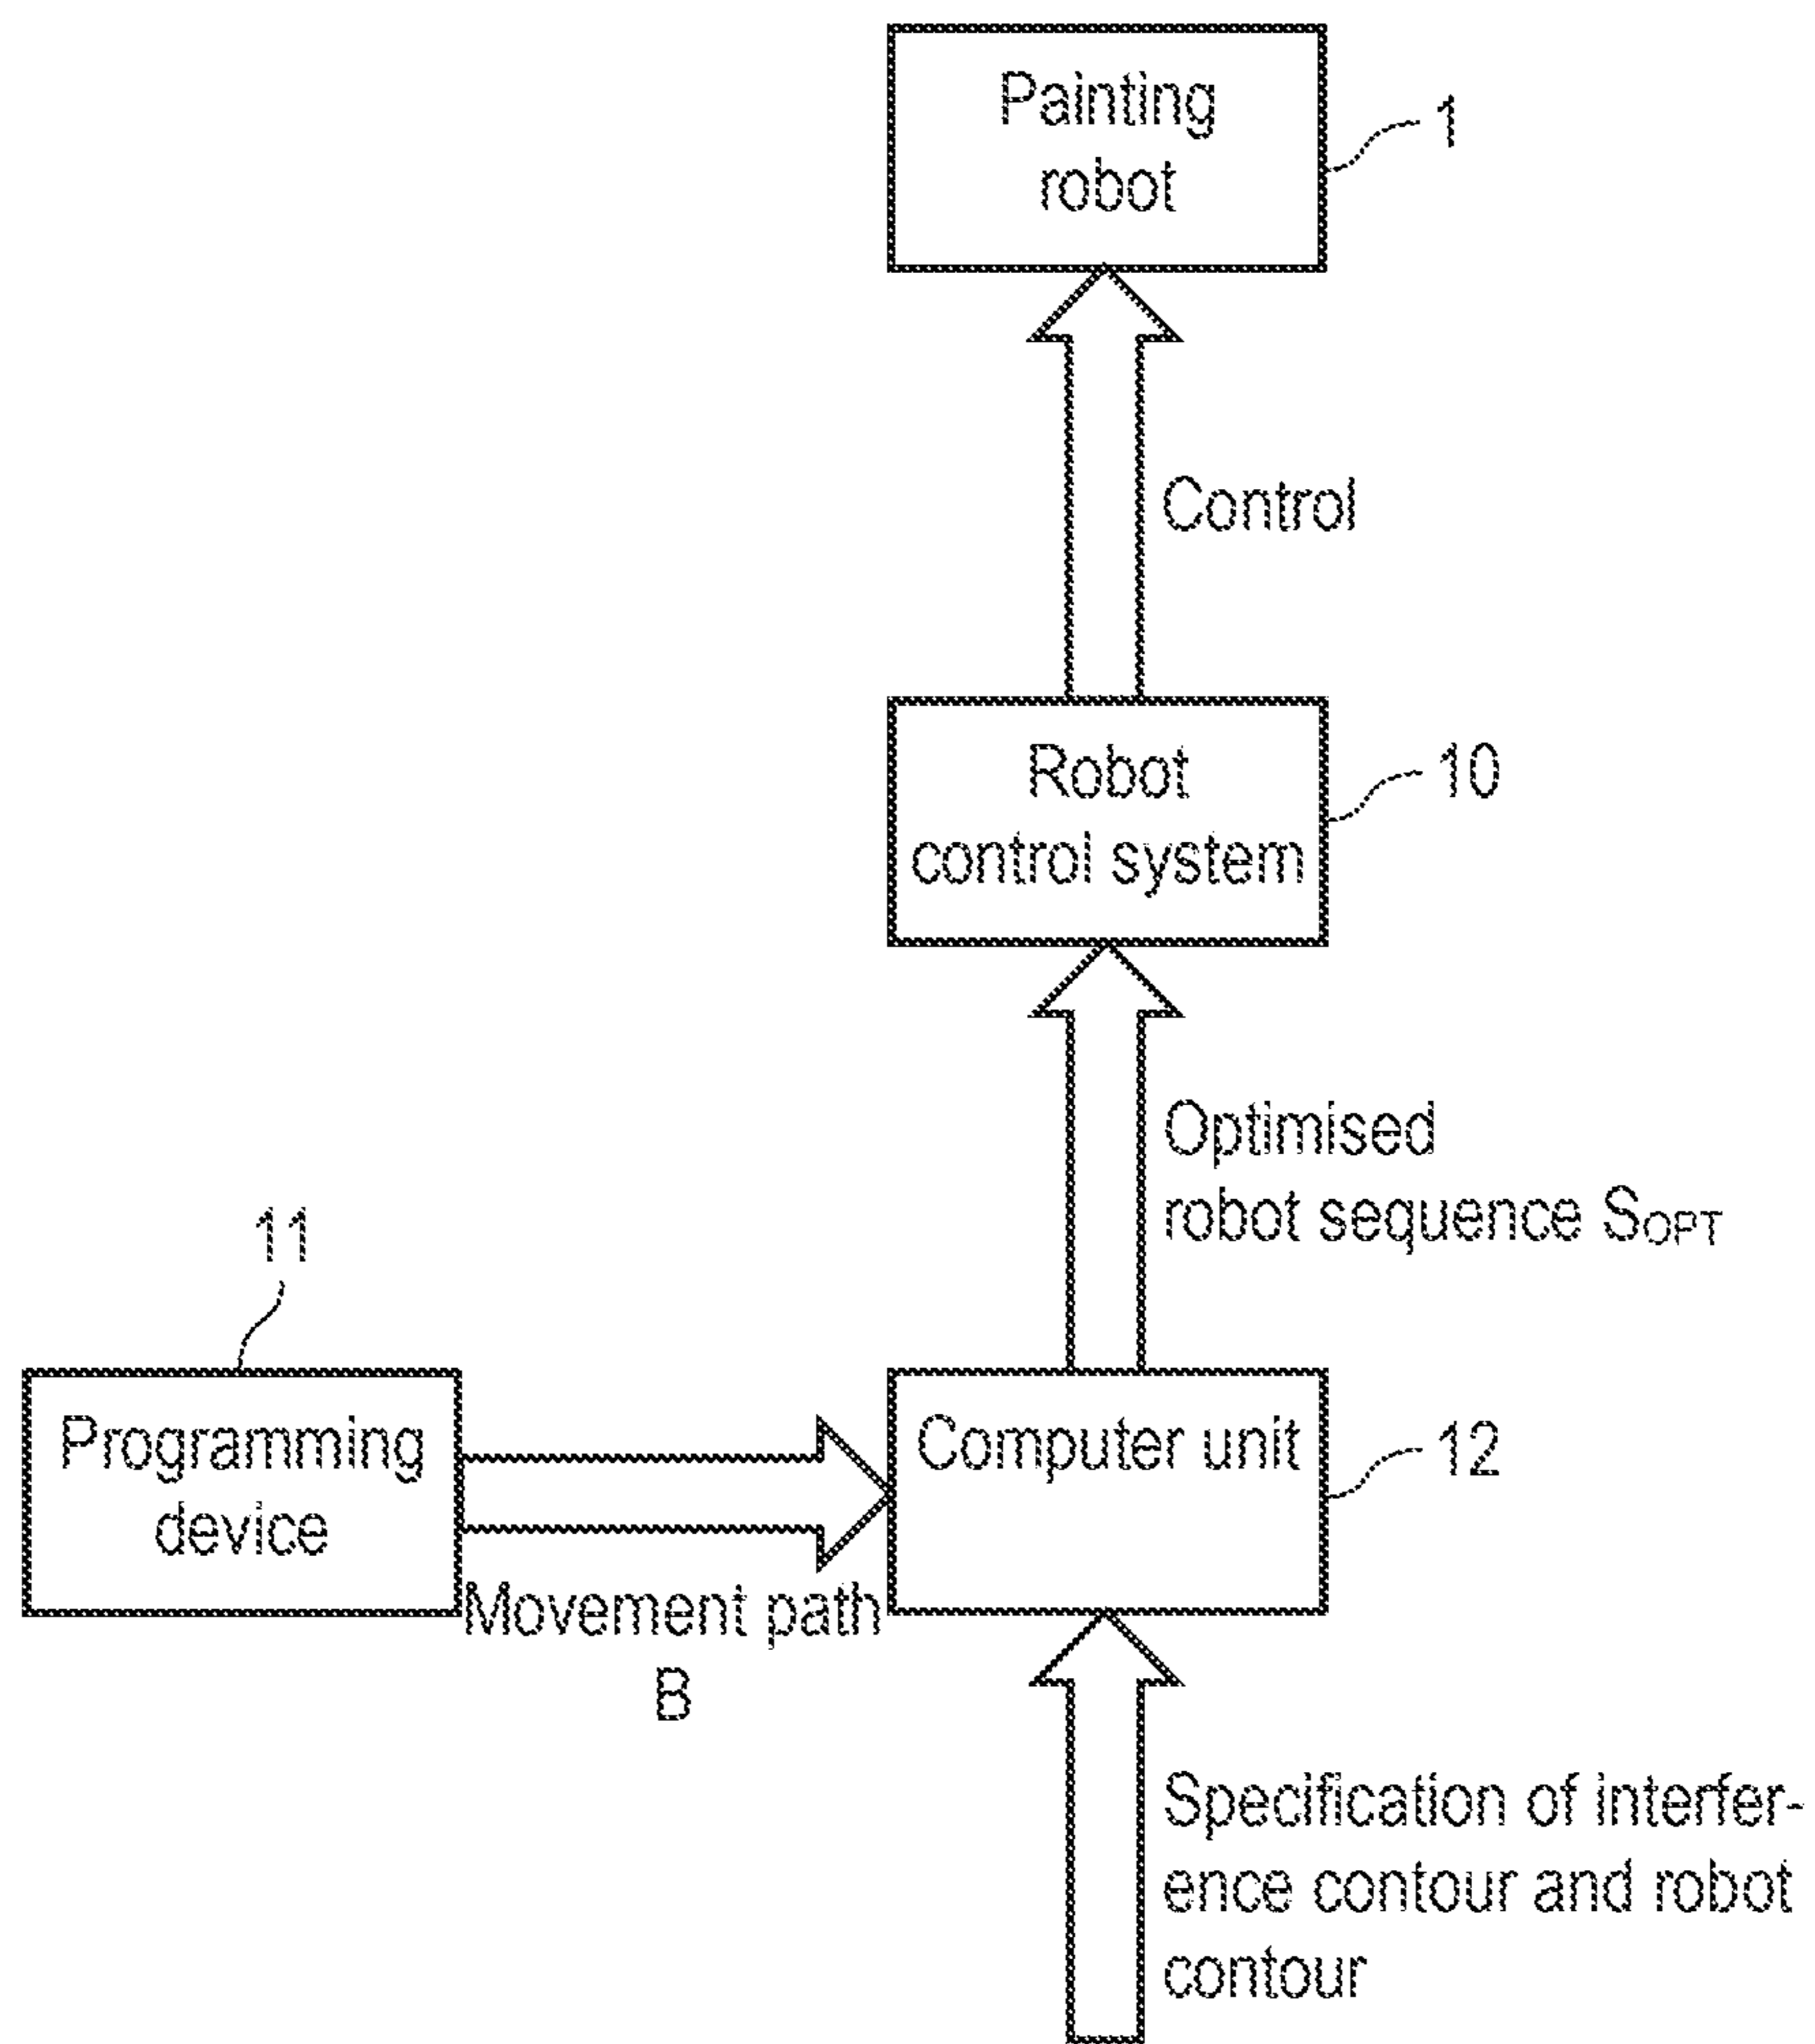 Painting
robot
1
Control
Robot
control system
10
Optimised
robot sequence SOPT
11
Programming
device
Computer unit
12
Movement path
B
Specification of interfer-
ence contour and robot
contour